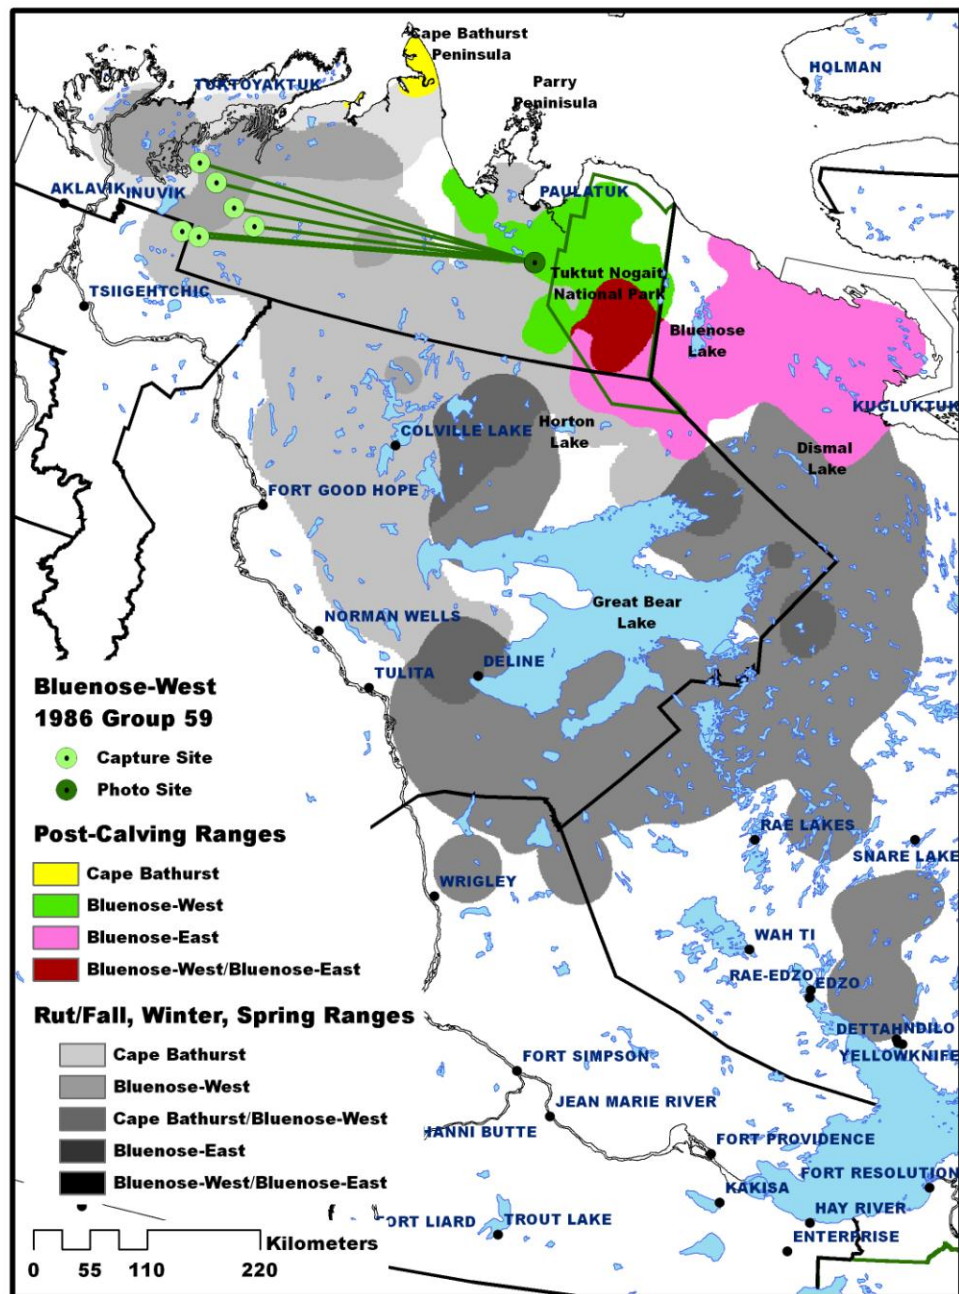 Cape Bathurst
Peninsula
HOLMAN
TUKTOYAKTUK
Parry
Peninisula
AKLAVIK
INUVIK
PAULATUK
TSIIGEHTCHIC
Tuktut Nogait
National Park
Bluenose
Lake
KUGLUKTUK
Horton
Lake
COLVILLE LAKE
Dismal
Lake
FORT GOOD HOPE
Great Bear
Lake
NORMAN WELLS
DELINE
TULITA
Bluenose-West
1986 Group 59
Capture Site
Photo Site
Post-Calving Ranges
Cape Bathurst
Bluenose-West
Bluenose-East
Bluenose-West/Bluenose-East
RAE LAKES
SNARE LAKE
WRIGLEY
WAH TI
RAE-EDZO
EDZO
DETTAH
NDILO
YELLOWKNIFE
Rut/Fall, Winter, Spring Ranges
Cape Bathurst
Bluenose-West
Cape Bathurst/Bluenose-West
Bluenose-East
Bluenose-West/Bluenose-East
FORT SIMPSON
JEAN MARIE RIVER
HANNI BUTTE
FORT PROVIDENCE
FORT RESOLUTION
KAKISA
HAY RIVER
ORT LIARD
TROUT LAKE
ENTERPRISE
Kilometers
0 55 110 220